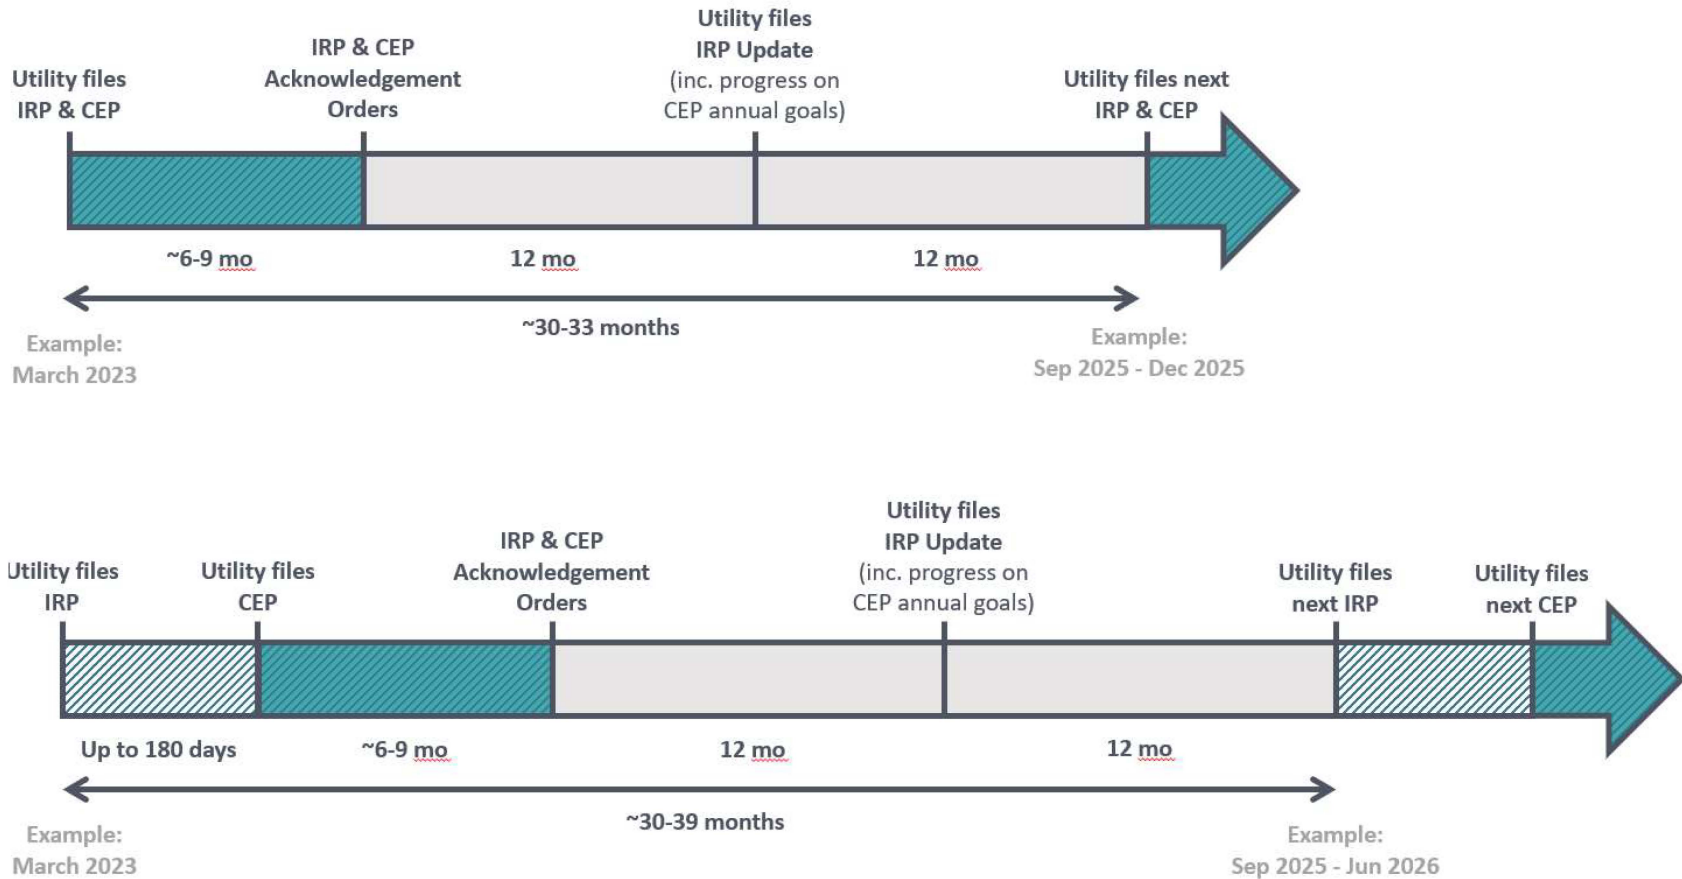 Utility files
IRP & CEP
IRP & CEP
Acknowledgement
Orders
Utility files
IRP Update
(inc. progress on
CEP annual goals)
Utility files next
IRP & CEP
~6-9 mo
12 mo
12 mo
~30-33 months
Example:
March 2023
Example:
Sep 2025 - Dec 2025
Utility files
IRP
Utility files
CEP
IRP & CEP
Acknowledgement
Orders
Utility files
IRP Update
(inc. progress on
CEP annual goals)
Utility files
next IRP
Utility files
next CEP
Up to 180 days
~6-9 mo
12 mo
12 mo
~30-39 months
Example:
March 2023
Example:
Sep 2025 - Jun 2026